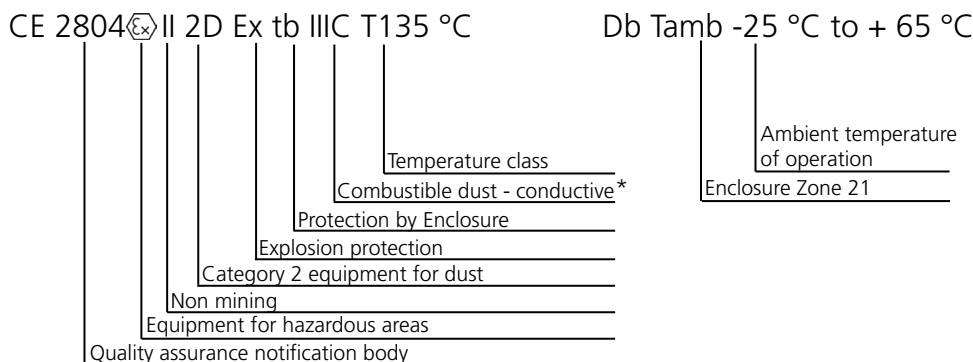 CE 2804 Ex II 2D Ex tb IIIC T135 °C Db Tamb -25 °C to + 65 °C
Ambient temperature
of operation
Temperature class
Enclosure Zone 21
Combustible dust - conductive*
Protection by Enclosure
Explosion protection
Category 2 equipment for dust
Non mining
Equipment for hazardous areas
Quality assurance notification body